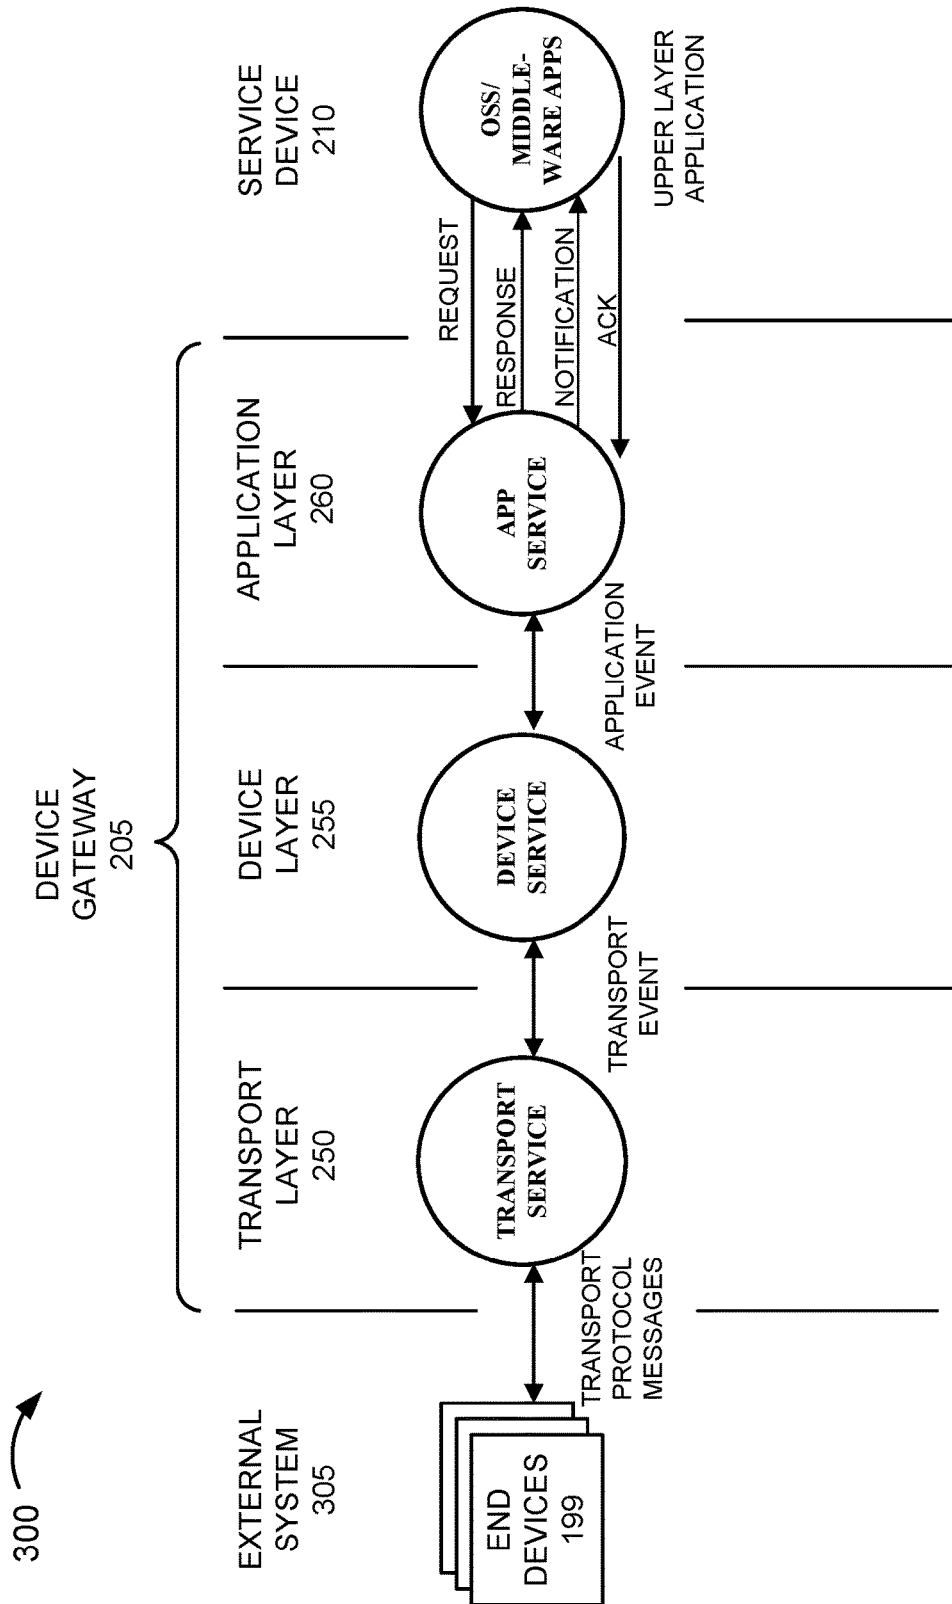 300
DEVICE
GATEWAY
205
EXTERNAL
SYSTEM
305
TRANSPORT
LAYER
250
DEVICE
LAYER
255
APPLICATION
LAYER
260
SERVICE
DEVICE
210
END
DEVICES
199
TRANSPORT
PROTOCOL
MESSAGES
TRANSPORT
SERVICE
TRANSPORT
EVENT
DEVICE
SERVICE
APPLICATION
EVENT
APP
SERVICE
REQUEST
RESPONSE
NOTIFICATION
ACK
OSS/
MIDDLE-
WARE APPS
UPPER LAYER
APPLICATION